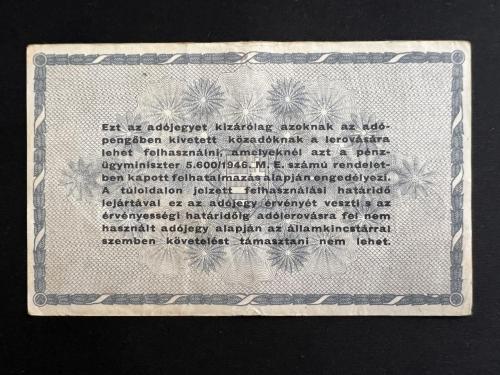 Ezt az adójegyet kizárólag azoknak az adó-
pengőben kivetett közadóknak a lerovására
lehet felhasználni, amelyeknél azt a pénz-
ügyminiszter 5.600/1946. M. E. számú rendelet-
ben kapott felhatalmazás alapján engedélyezi.
A túloldalon jelzett felhasználási határidő
lejártával ez az adójegy érvényét veszti s az
érvényességi határidőig adólerovásra fel nem
használt adójegy alapján az államkincstárral
szemben követelést támasztani nem lehet.